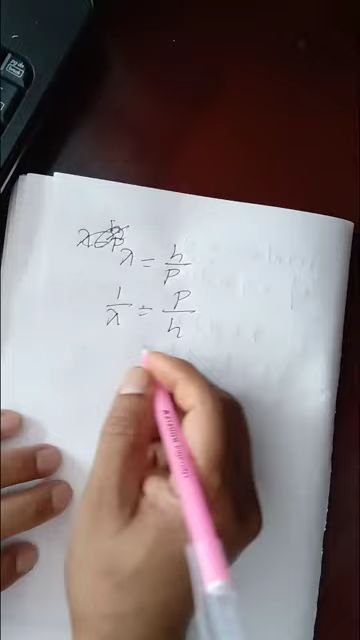 λ = h/p
1/λ = p/h